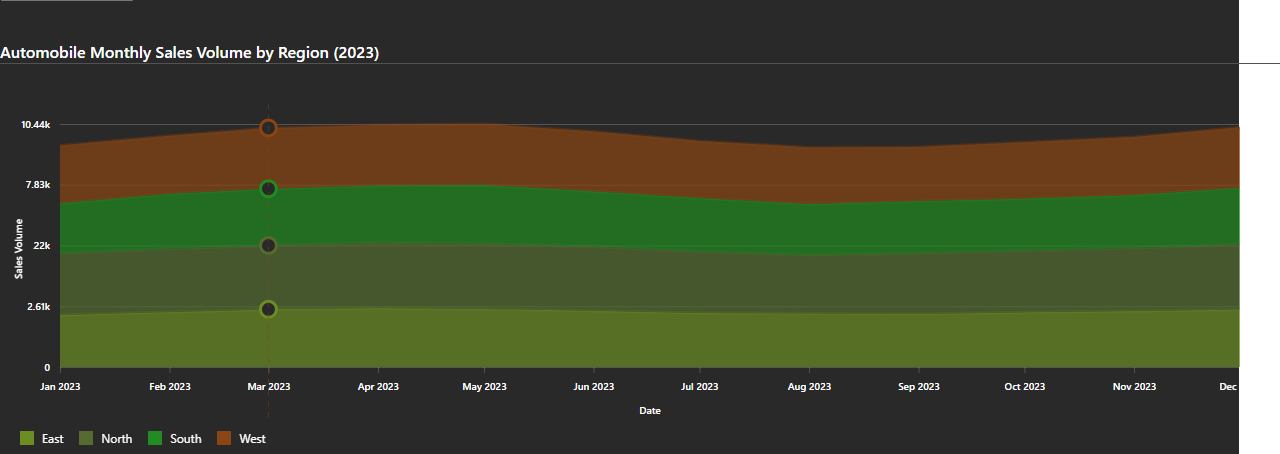 Automobile Monthly Sales Volume by Region (2023)
10.44k
7.83k
22k
2.61k
0
Sales Volume
Jan 2023 Feb 2023 Mar 2023 Apr 2023 May 2023 Jun 2023 Jul 2023 Aug 2023 Sep 2023 Oct 2023 Nov 2023 Dec
Date
East North South West